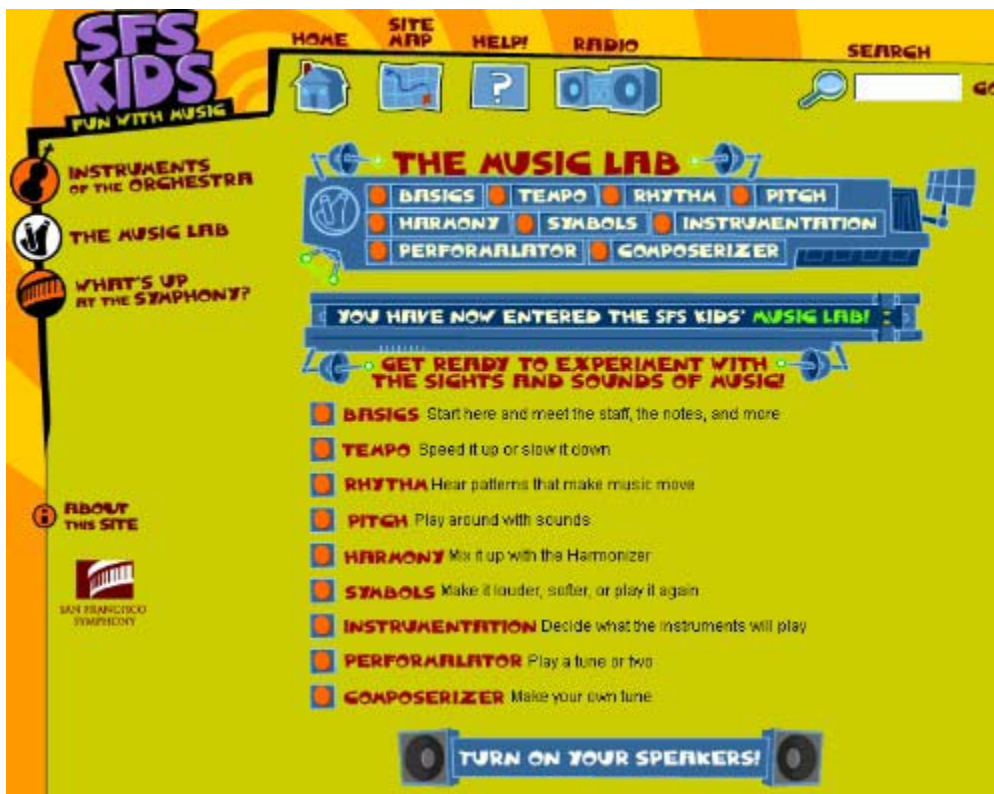 SFS
KIDS
FUN WITH MUSIC
HOME
SITE
MAP
HELP!
RADIO
SEARCH
GO
INSTRUMENTS
OF THE ORCHESTRA
THE MUSIC LAB
WHAT'S UP
AT THE SYMPHONY?
ABOUT
THIS SITE
SAN FRANCISCO
SYMPHONY
THE MUSIC LAB
BASICS TEMPO RHYTHM PITCH
HARMONY SYMBOLS INSTRUMENTATION
PERFORMALATOR COMPOSERIZER
YOU HAVE NOW ENTERED THE SFS KIDS' MUSIC LAB!
GET READY TO EXPERIMENT WITH
THE SIGHTS AND SOUNDS OF MUSIC!
BASICS Start here and meet the staff, the notes, and more
TEMPO Speed it up or slow it down
RHYTHM Hear patterns that make music move
PITCH Play around with sounds
HARMONY Mix it up with the Harmonizer
SYMBOLS Make it louder, softer, or play it again
INSTRUMENTATION Decide what the instruments will play
PERFORMALATOR Play a tune or two
COMPOSERIZER Make your own tune
TURN ON YOUR SPEAKERS!